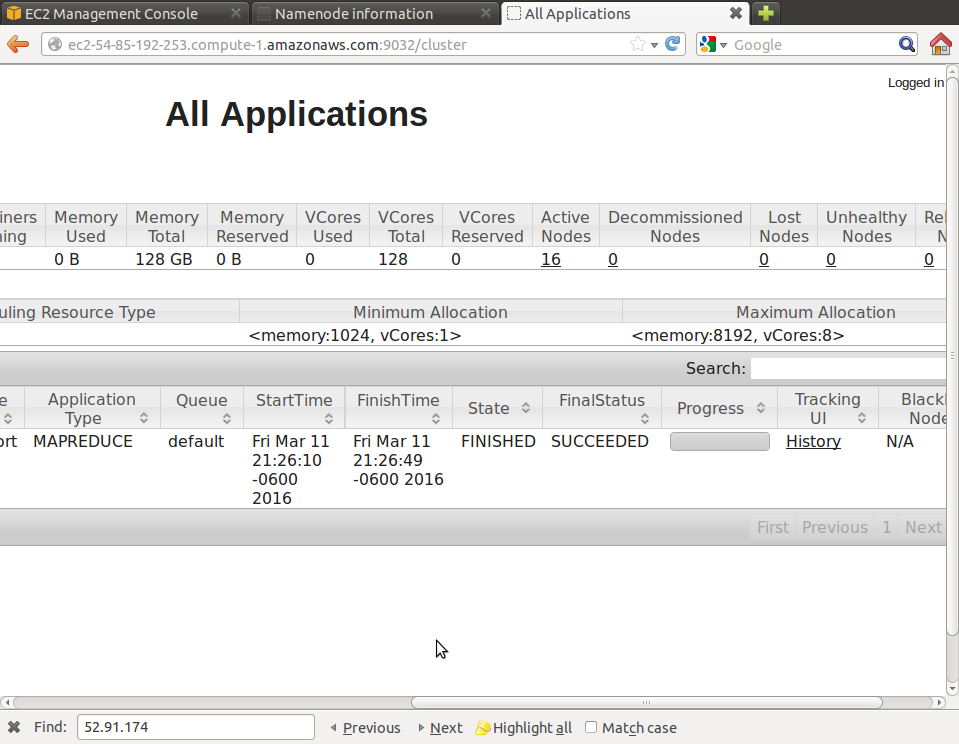 EC2 Management Console Namenode information All Applications
ec2-54-85-192-253.compute-1.amazonaws.com:9032/cluster Google
Logged in
All Applications
iners Memory Memory Memory VCores VCores VCores Active Decommissioned Lost Unhealthy Re
ing Used Total Reserved Used Total Reserved Nodes Nodes Nodes Nodes N
0 B 128 GB 0 B 0 128 0 16 0 0 0 0
uling Resource Type Minimum Allocation Maximum Allocation
<memory:1024, vCores:1> <memory:8192, vCores:8>
Search:
e Application Queue StartTime FinishTime State FinalStatus Progress Tracking Blackl
Type UI Node
ort MAPREDUCE default Fri Mar 11 Fri Mar 11 FINISHED SUCCEEDED History N/A
21:26:10 21:26:49
-0600 -0600 2016
2016
First Previous 1 Next
Find: 52.91.174 Previous Next Highlight all Match case